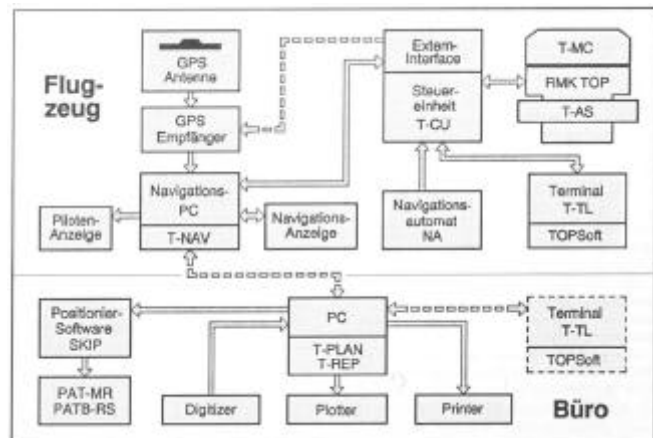 Flug-
zeug
GPS
Antenne
GPS
Empfänger
Navigations-
PC
T-NAV
Piloten-
Anzeige
Navigations-
Anzeige
Extern-
Interface
Steuer-
einheit
T-CU
Navigations-
automat
NA
T-MC
RMK TOP
T-AS
Terminal
T-TL
TOPSoft
Positionier-
Software
SKIP
PAT-MR
PATB-RS
Digitizer
PC
T-PLAN
T-REP
Plotter
Printer
Terminal
T-TL
TOPSoft
Büro